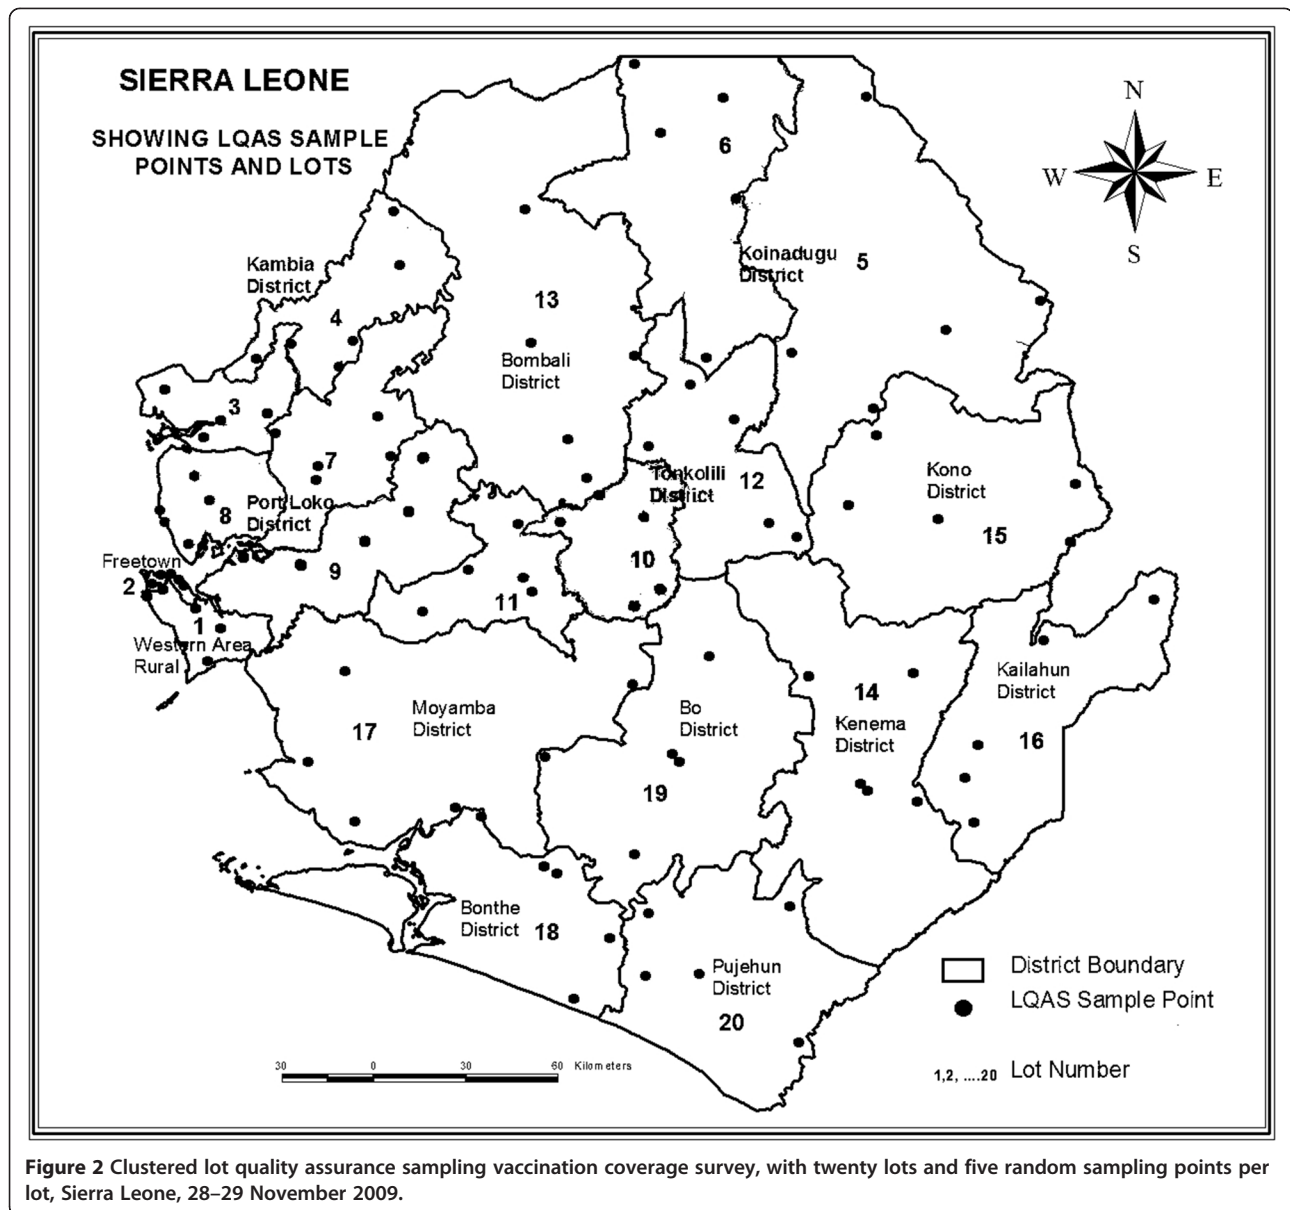 SIERRA LEONE
SHOWING LQAS SAMPLE
POINTS AND LOTS
N
W
E
S
6
Koinadugu
District
5
Kambia
District
4
13
Bombali
District
3
7
Tonkolili
District
12
Kono
District
15
8
Port Loko
District
Freetown
2
9
10
11
1
Western Area
Rural
Kailahun
District
16
14
Kenema
District
Moyamba
District
17
Bo
District
19
Bonthe
District
18
Pujehun
District
20
District Boundary
LQAS Sample Point
1,2, ....20 Lot Number
30 0 30 60 Kilometers
Figure 2 Clustered lot quality assurance sampling vaccination coverage survey, with twenty lots and five random sampling points per
lot, Sierra Leone, 28–29 November 2009.